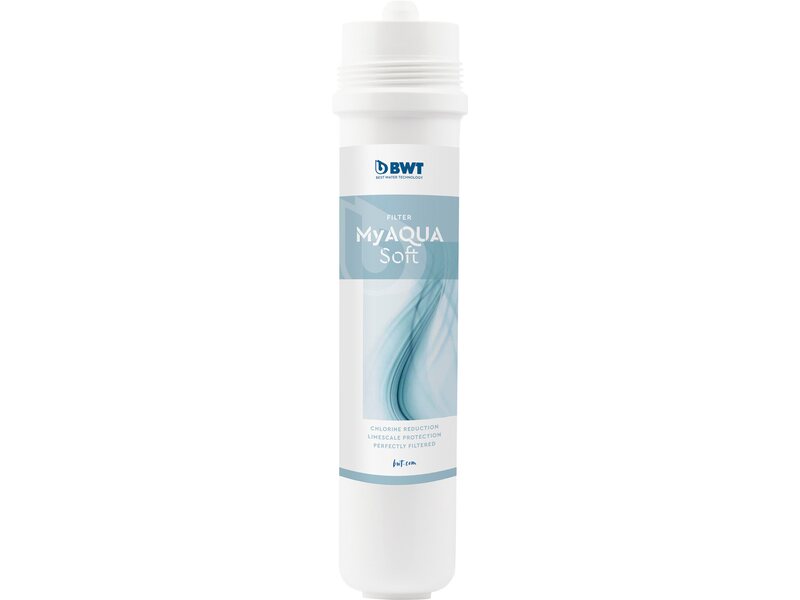 BWT
BEST WATER TECHNOLOGY
FILTER
MyAQUA
Soft
CHLORINE REDUCTION
LIMESCALE PROTECTION
PERFECTLY FILTERED
bwt.com